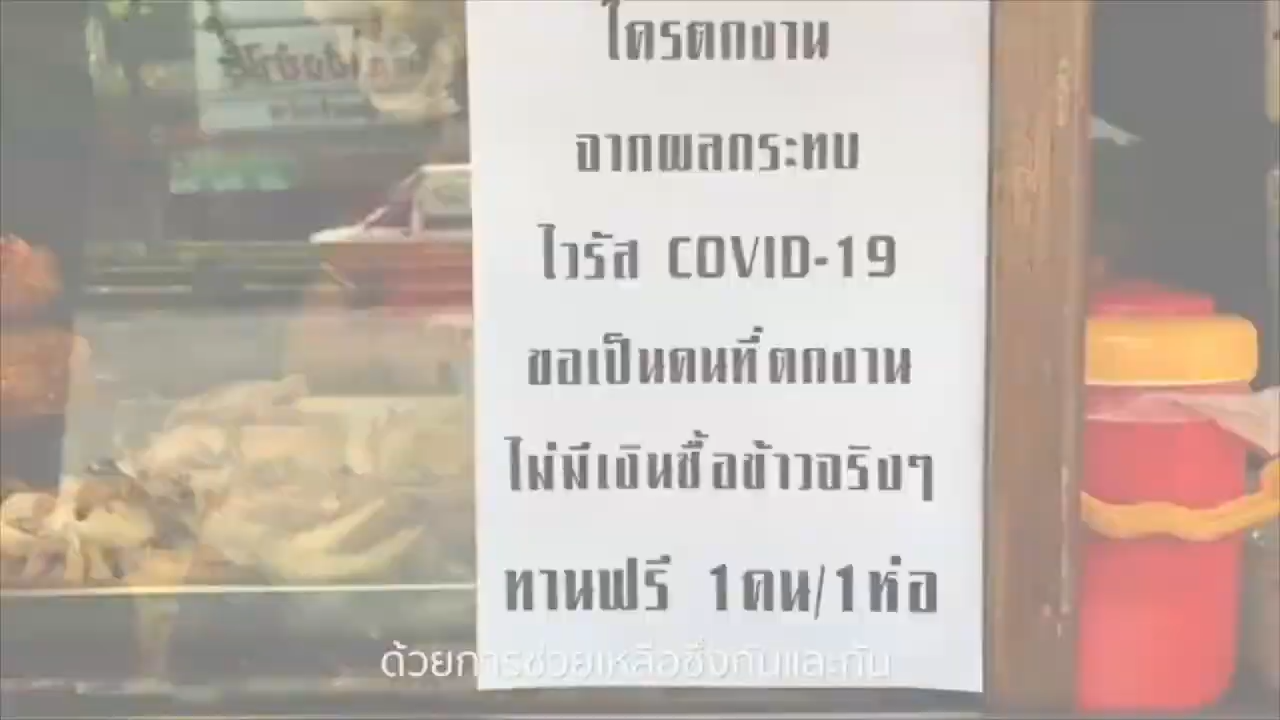 ใครตกงาน
จากผลกระทบ
ไวรัส COVID-19
ขอเป็นคนที่ตกงาน
ไม่มีเงินซื้อข้าวจริงๆ
ทานฟรี 1คน/1ห่อ
ด้วยการช่วยเหลือซึ่งกันและกัน